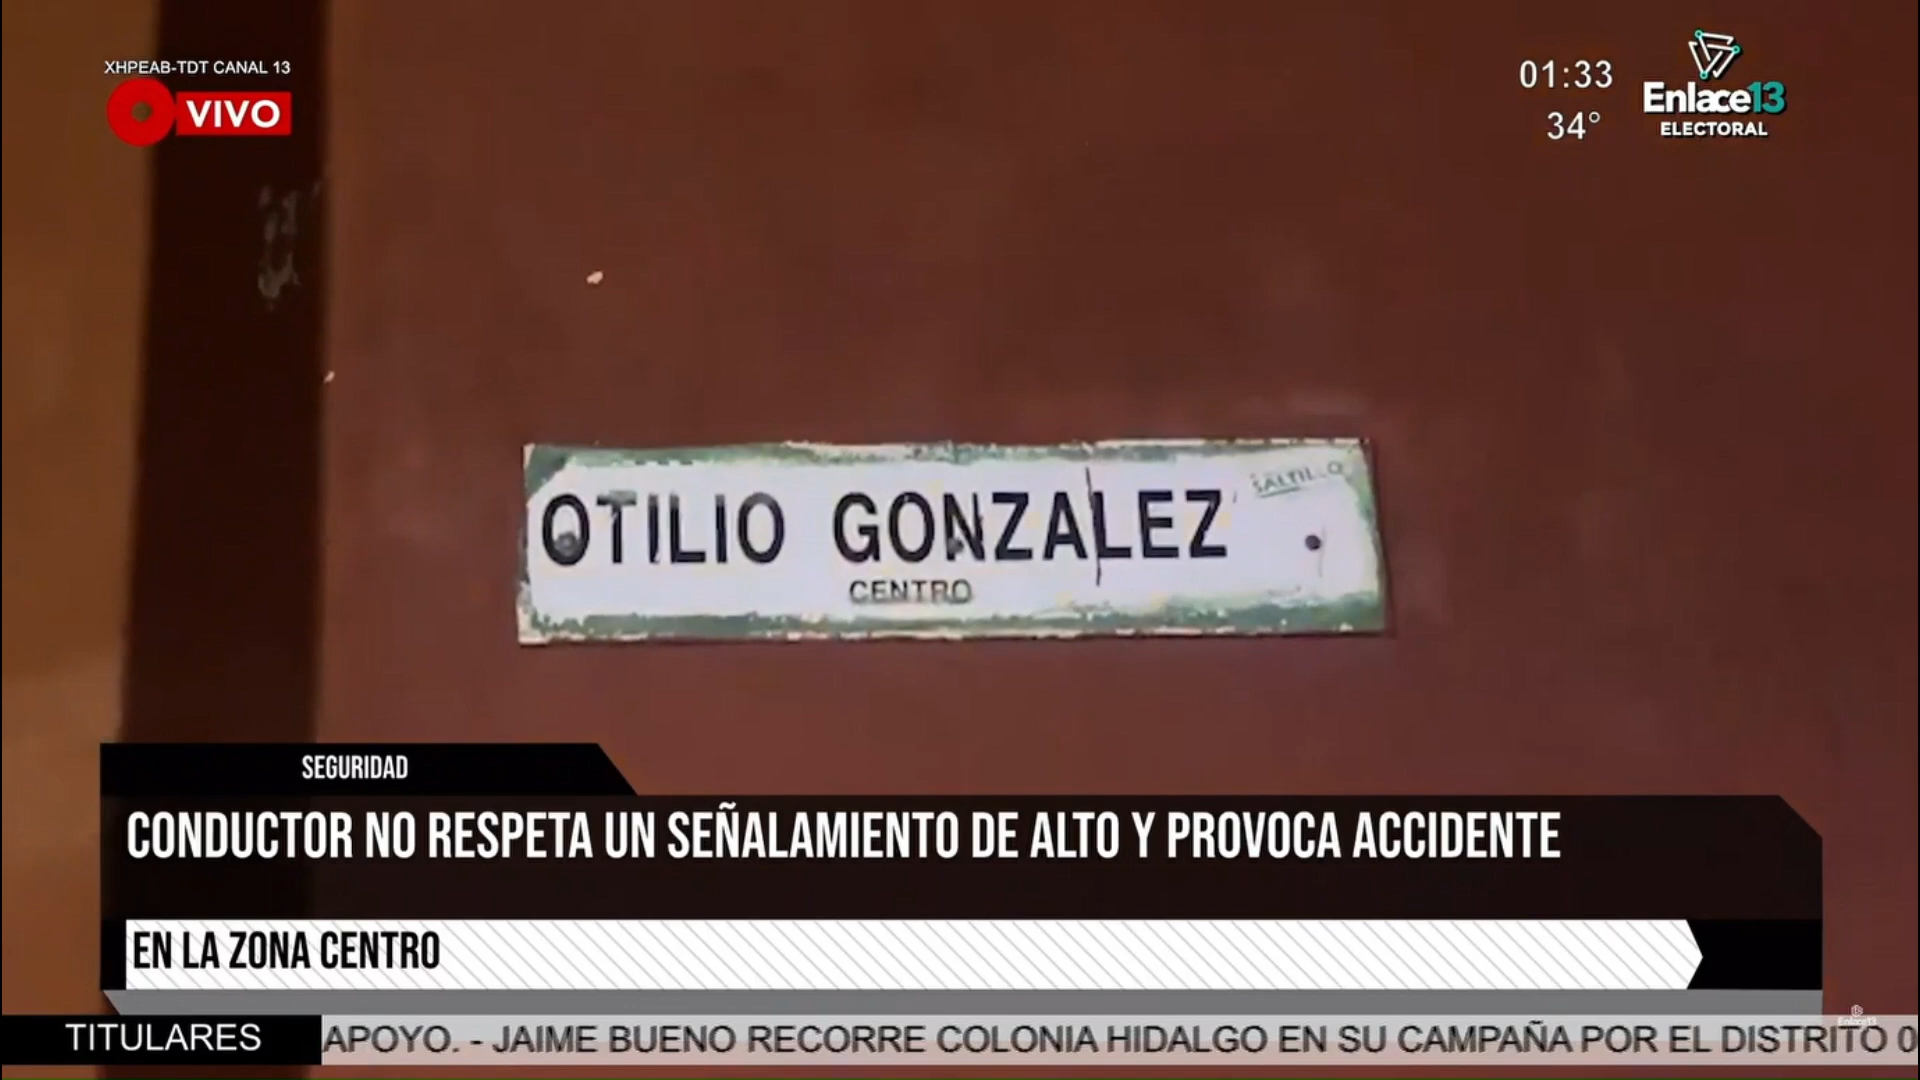 XHPEAB-TDT CANAL 13
VIVO
01:33
34°
Enlace13
ELECTORAL
SALTILLO
OTILIO GONZALEZ
CENTRO
SEGURIDAD
CONDUCTOR NO RESPETA UN SEÑALAMIENTO DE ALTO Y PROVOCA ACCIDENTE
EN LA ZONA CENTRO
Enlace13
TITULARES
APOYO. - JAIME BUENO RECORRE COLONIA HIDALGO EN SU CAMPAÑA POR EL DISTRITO 0